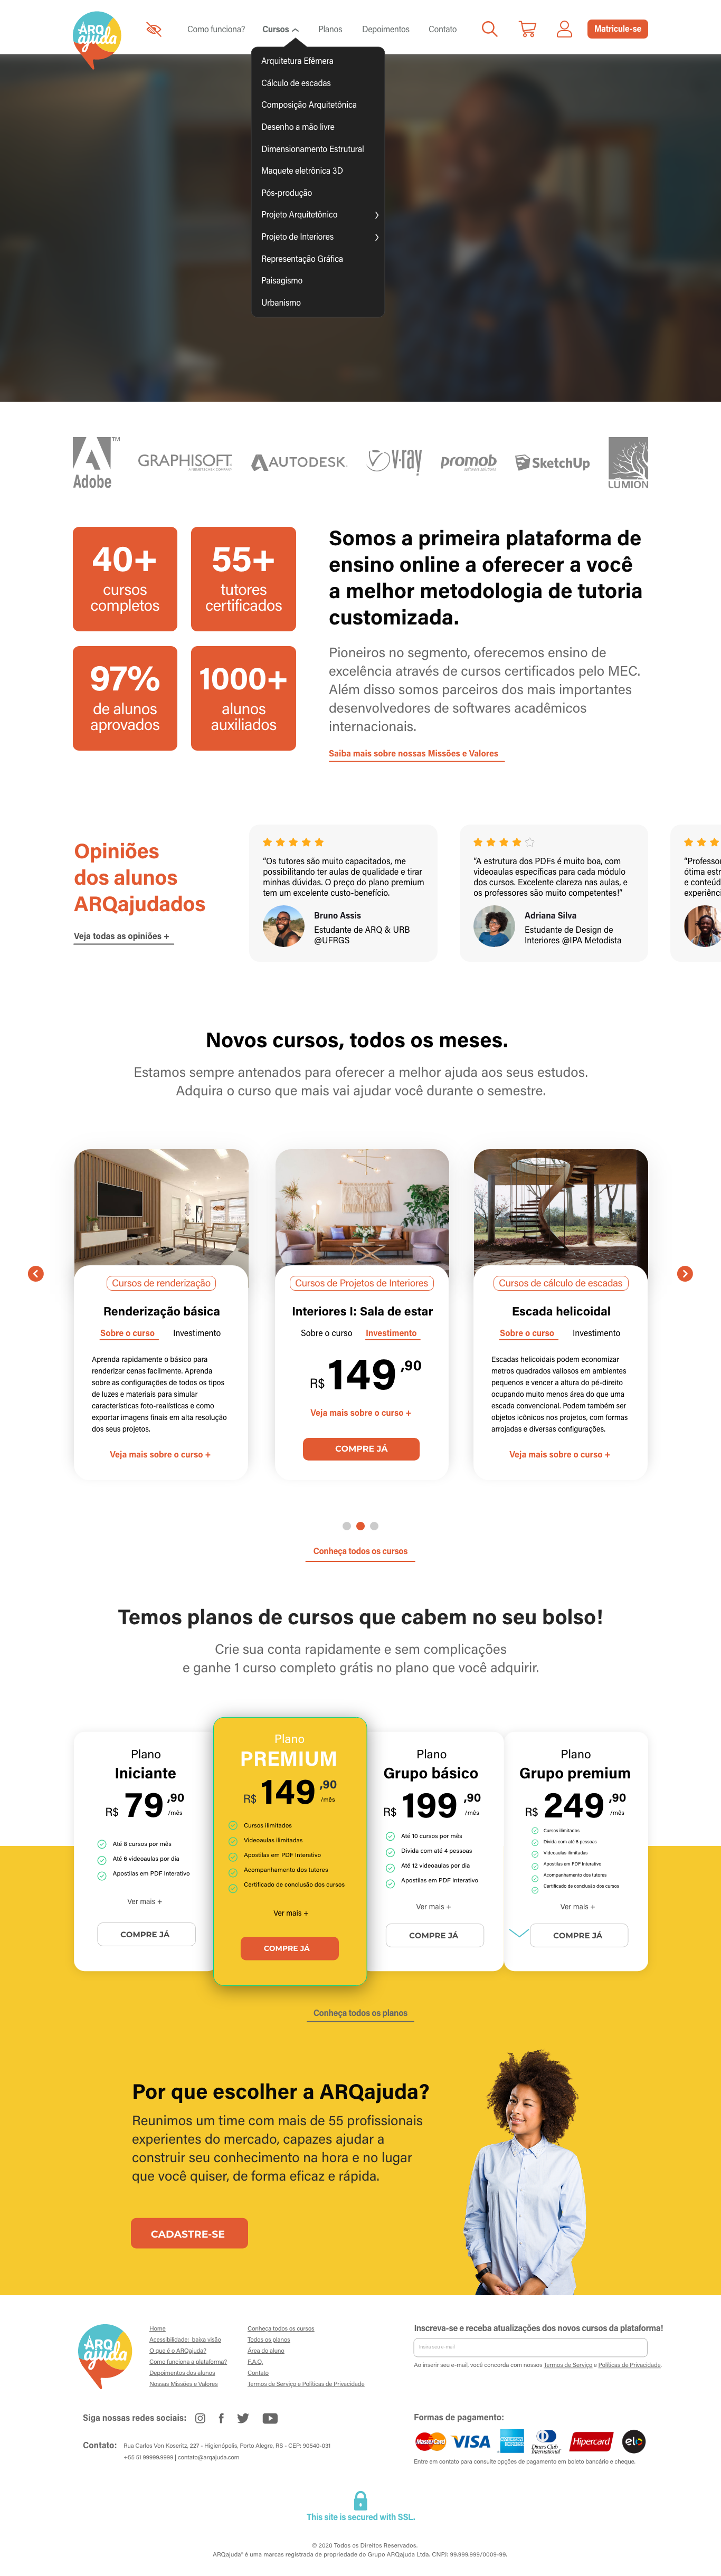 ARQ
ajuda
Como funciona?
Cursos
Planos
Depoimentos
Contato
Matricule-se
Arquitetura Efêmera
Cálculo de escadas
Composição Arquitetônica
Desenho a mão livre
Dimensionamento Estrutural
Maquete eletrônica 3D
Pós-produção
Projeto Arquitetônico
Projeto de Interiores
Representação Gráfica
Paisagismo
Urbanismo
Adobe
TM
GRAPHISOFT
AUTODESK
v·ray
promob
SketchUp
LUMION
40+
cursos
completos
55+
tutores
certificados
97%
de alunos
aprovados
1000+
alunos
auxiliados
Somos a primeira plataforma de
ensino online a oferecer a você
a melhor metodologia de tutoria
customizada.
Pioneiros no segmento, oferecemos ensino de
excelência através de cursos certificados pelo MEC.
Além disso somos parceiros dos mais importantes
desenvolvedores de softwares acadêmicos
internacionais.
Saiba mais sobre nossas Missões e Valores
Opiniões
dos alunos
ARQajudados
Veja todas as opiniões +
“Os tutores são muito capacitados, me
possibilitando ter aulas de qualidade e tirar
minhas dúvidas. O preço do plano premium
tem um excelente custo-benefício.
Bruno Assis
Estudante de ARQ & URB
@UFRGS
“A estrutura dos PDFs é muito boa, com
videoaulas específicas para cada módulo
dos cursos. Excelente clareza nas aulas, e
os professores são muito competentes!”
Adriana Silva
Estudante de Design de
Interiores @IPA Metodista
“Professor
ótima estr
e conteúd
experiênci
Novos cursos, todos os meses.
Estamos sempre antenados para oferecer a melhor ajuda aos seus estudos.
Adquira o curso que mais vai ajudar você durante o semestre.
Cursos de renderização
Renderização básica
Sobre o curso
Investimento
Aprenda rapidamente o básico para
renderizar cenas facilmente. Aprenda
sobre as configurações de todos os tipos
de luzes e materiais para simular
características foto-realísticas e como
exportar imagens finais em alta resolução
dos seus projetos.
Veja mais sobre o curso +
Cursos de Projetos de Interiores
Interiores I: Sala de estar
Sobre o curso
Investimento
R$ 149,90
Veja mais sobre o curso +
COMPRE JÁ
Cursos de cálculo de escadas
Escada helicoidal
Sobre o curso
Investimento
Escadas helicoidais podem economizar
metros quadrados valiosos em ambientes
pequenos e vencer a altura do pé-direito
ocupando muito menos área do que uma
escada convencional. Podem também ser
objetos icônicos nos projetos, com formas
arrojadas e diversas configurações.
Veja mais sobre o curso +
Conheça todos os cursos
Temos planos de cursos que cabem no seu bolso!
Crie sua conta rapidamente e sem complicações
e ganhe 1 curso completo grátis no plano que você adquirir.
Plano
Iniciante
R$ 79,90
/mês
Até 8 cursos por mês
Até 6 videoaulas por dia
Apostilas em PDF Interativo
Ver mais +
COMPRE JÁ
Plano
PREMIUM
R$ 149,90
/mês
Cursos ilimitados
Videoaulas ilimitadas
Apostilas em PDF Interativo
Acompanhamento dos tutores
Certificado de conclusão dos cursos
Ver mais +
COMPRE JÁ
Plano
Grupo básico
R$ 199,90
/mês
Até 10 cursos por mês
Divida com até 4 pessoas
Até 12 videoaulas por dia
Apostilas em PDF Interativo
Ver mais +
COMPRE JÁ
Plano
Grupo premium
R$ 249,90
/mês
Cursos ilimitados
Divida com até 8 pessoas
Videoaulas ilimitadas
Apostilas em PDF Interativo
Acompanhamento dos tutores
Certificado de conclusão dos cursos
Ver mais +
COMPRE JÁ
Conheça todos os planos
Por que escolher a ARQajuda?
Reunimos um time com mais de 55 profissionais
experientes do mercado, capazes ajudar a
construir seu conhecimento na hora e no lugar
que você quiser, de forma eficaz e rápida.
CADASTRE-SE
ARQ
ajuda
Home
Acessibilidade: baixa visão
O que é o ARQajuda?
Como funciona a plataforma?
Depoimentos dos alunos
Nossas Missões e Valores
Conheça todos os cursos
Todos os planos
Área do aluno
F.A.Q.
Contato
Termos de Serviço e Políticas de Privacidade
Inscreva-se e receba atualizações dos novos cursos da plataforma!
Insira seu e-mail
Ao inserir seu e-mail, você concorda com nossos Termos de Serviço e Políticas de Privacidade.
Siga nossas redes sociais:
Contato:
Rua Carlos Von Koseritz, 227 - Higienópolis, Porto Alegre, RS - CEP: 90540-031
+55 51 99999.9999 | contato@arqajuda.com
Formas de pagamento:
MasterCard
VISA
AMERICAN EXPRESS
Diners Club
International
Hipercard
elo
Entre em contato para consulte opções de pagamento em boleto bancário e cheque.
This site is secured with SSL.
© 2020 Todos os Direitos Reservados.
ARQajuda® é uma marcas registrada de propriedade do Grupo ARQajuda Ltda. CNPJ: 99.999.999/0009-99.